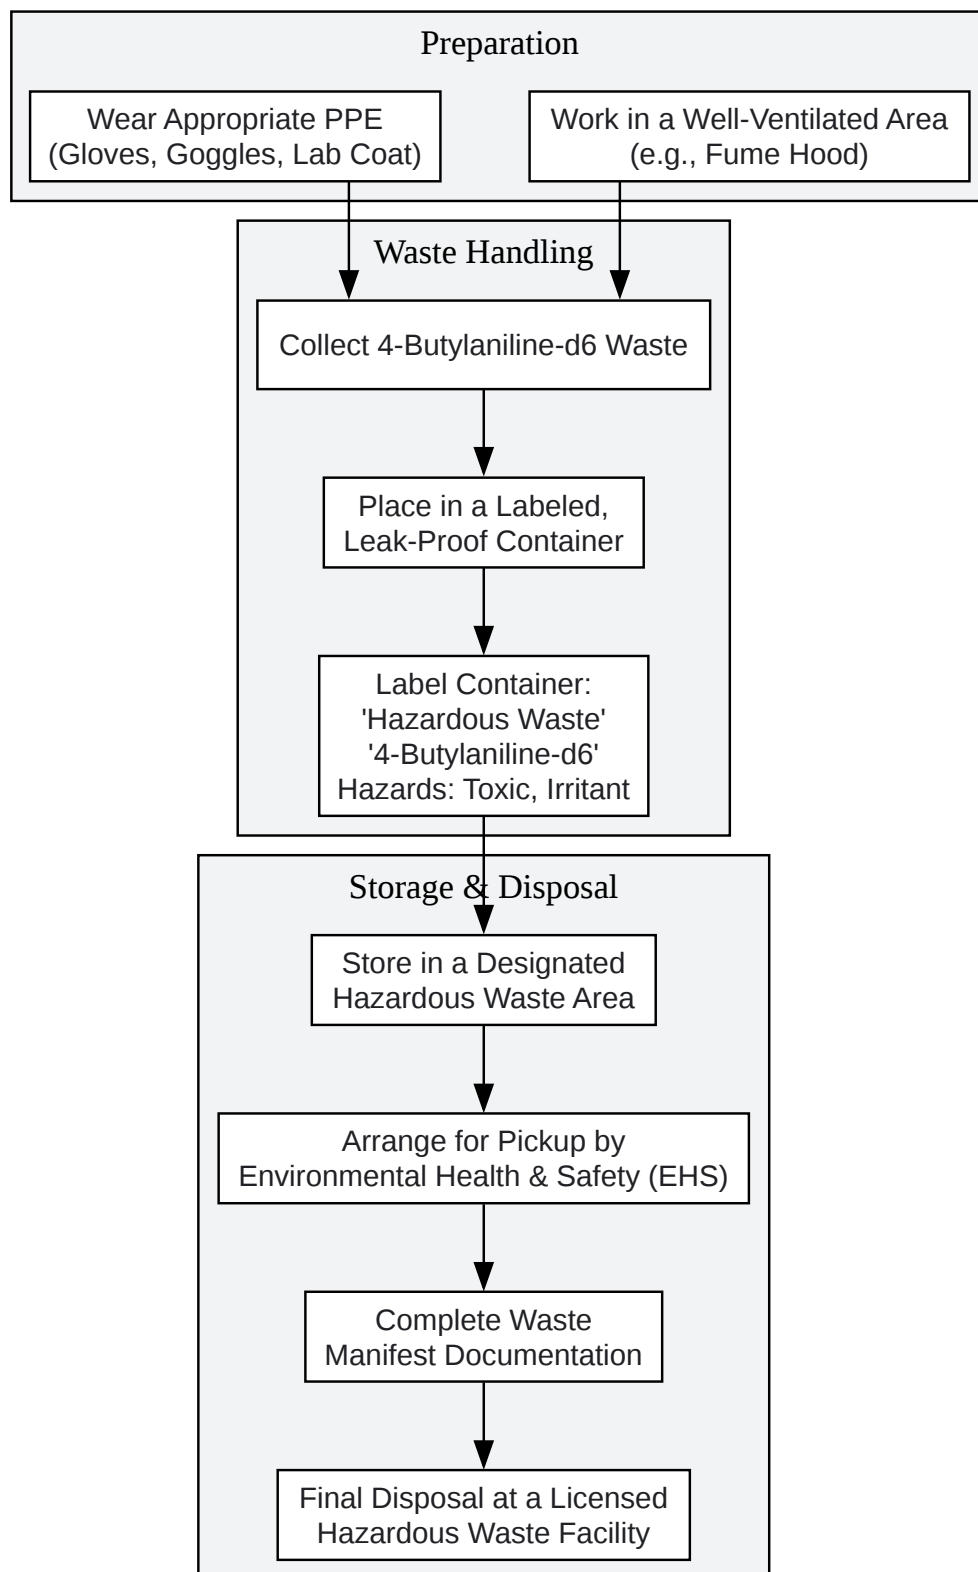 Preparation
Wear Appropriate PPE
(Gloves, Goggles, Lab Coat)
Work in a Well-Ventilated Area
(e.g., Fume Hood)
Waste Handling
Collect 4-Butylaniline-d6 Waste
Place in a Labeled,
Leak-Proof Container
Label Container:
'Hazardous Waste'
'4-Butylaniline-d6'
Hazards: Toxic, Irritant
Storage & Disposal
Store in a Designated
Hazardous Waste Area
Arrange for Pickup by
Environmental Health & Safety (EHS)
Complete Waste
Manifest Documentation
Final Disposal at a Licensed
Hazardous Waste Facility